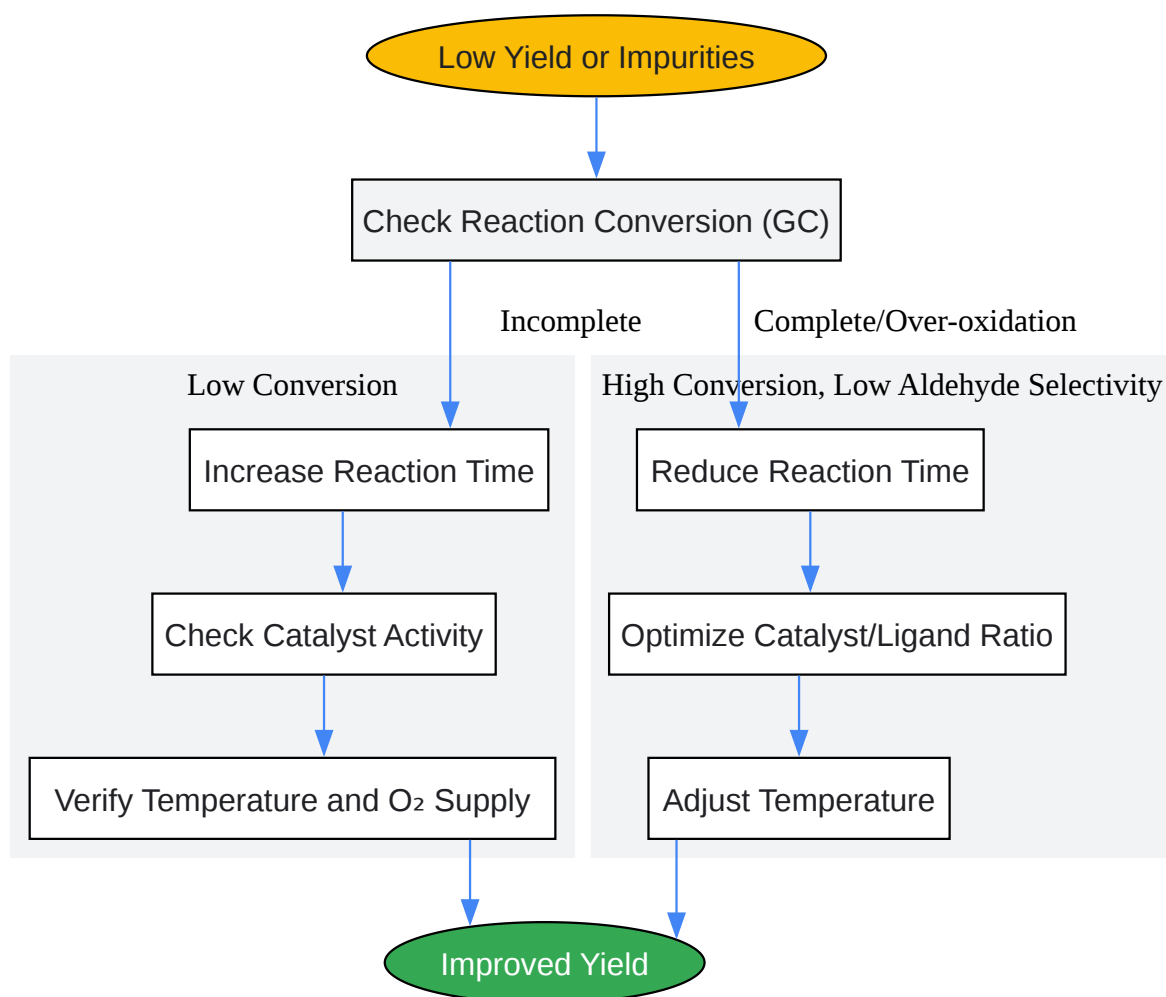 Low Yield or Impurities
Check Reaction Conversion (GC)
Incomplete
Complete/Over-oxidation
Low Conversion
High Conversion, Low Aldehyde Selectivity
Increase Reaction Time
Reduce Reaction Time
Check Catalyst Activity
Optimize Catalyst/Ligand Ratio
Verify Temperature and O₂ Supply
Adjust Temperature
Improved Yield